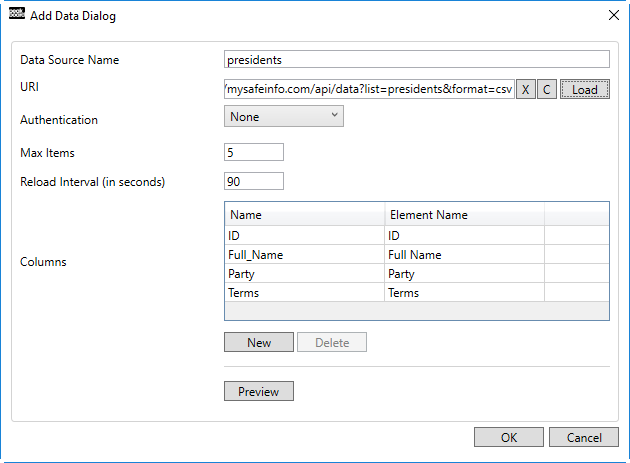 peak board Add Data Dialog
Data Source Name presidents
URI /mysafeinfo.com/api/data?list=presidents&format=csv X C Load
Authentication None
Max Items 5
Reload Interval (in seconds) 90
Columns
Name Element Name
ID ID
Full_Name Full Name
Party Party
Terms Terms
New Delete
Preview
OK Cancel